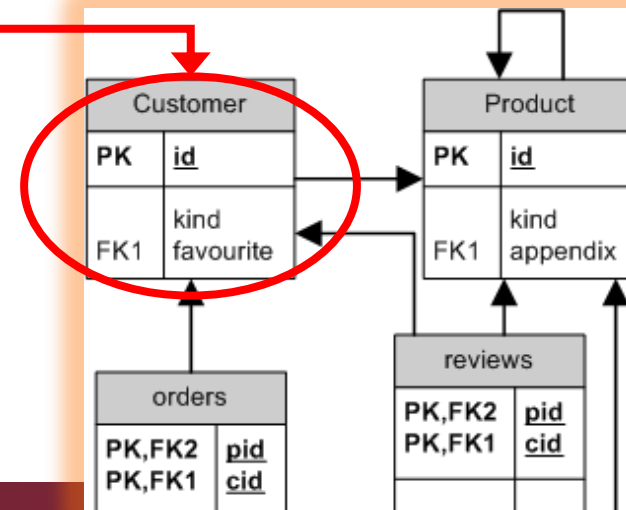 Customer
PK id
kind
FK1 favourite
Product
PK id
kind
FK1 appendix
orders
PK,FK2 pid
PK,FK1 cid
reviews
PK,FK2 pid
PK,FK1 cid